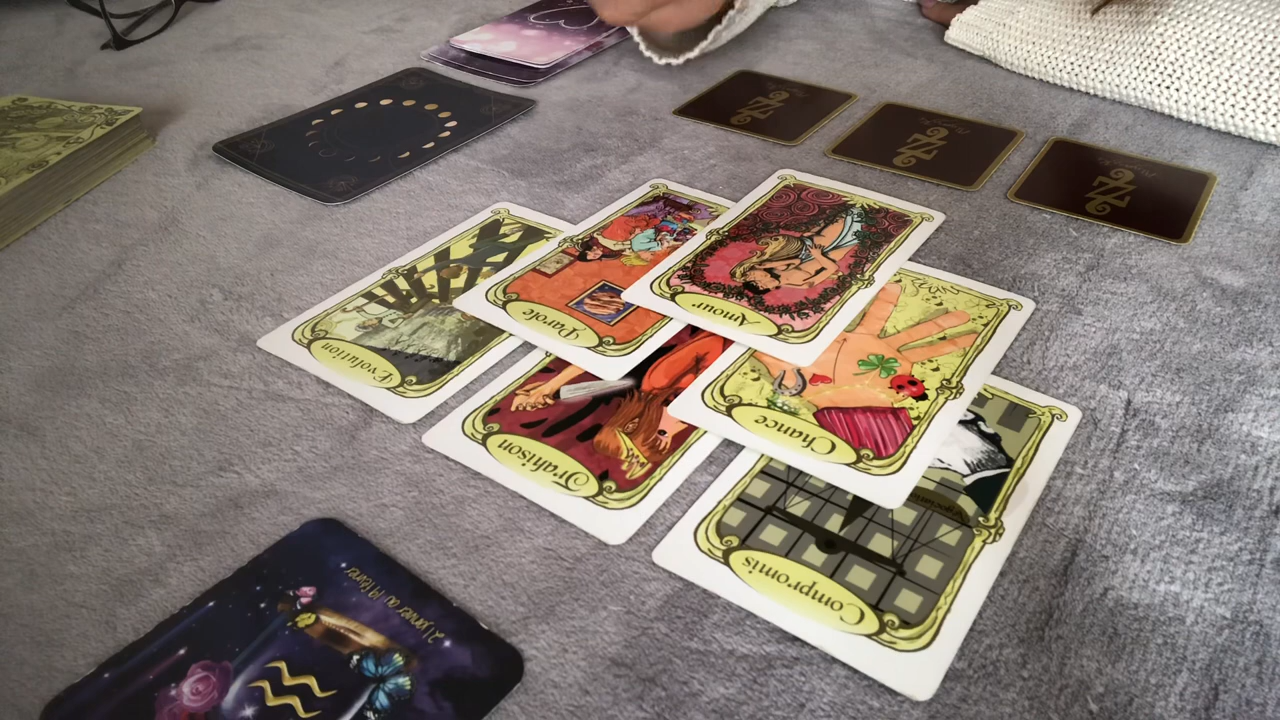 Amour
Parole
Evolution
Chance
Trahison
Compromis
21 janvier au 19 février